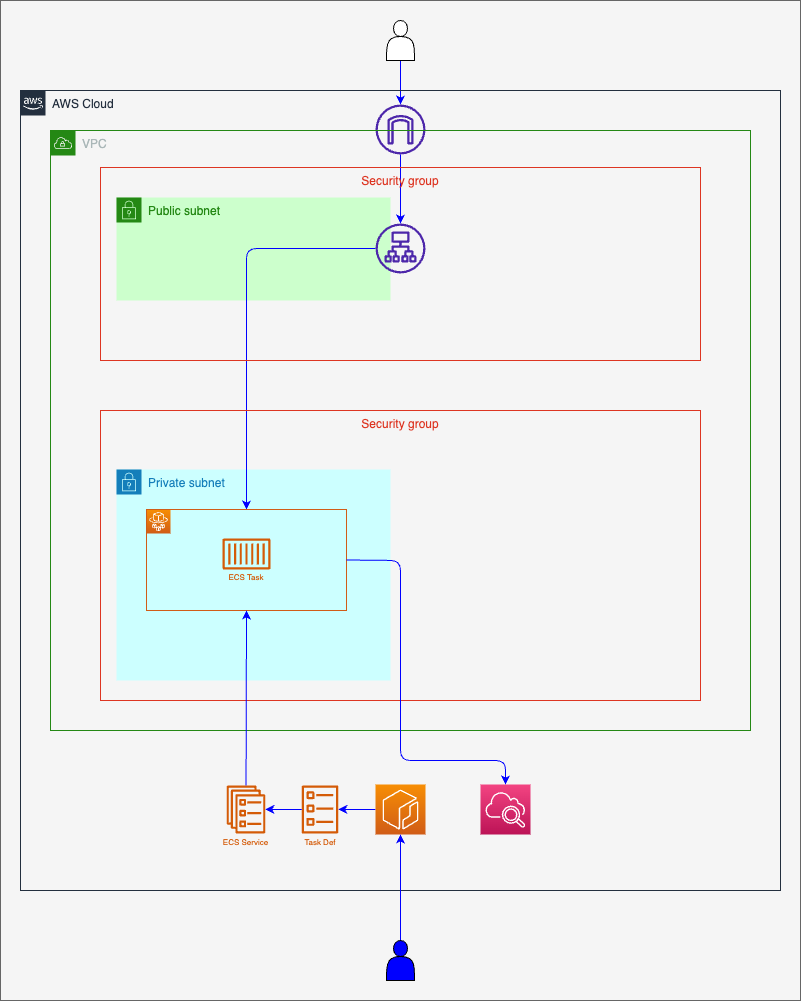 aws
AWS Cloud
VPC
Security group
Public subnet
Security group
Private subnet
ECS Task
ECS Service
Task Def